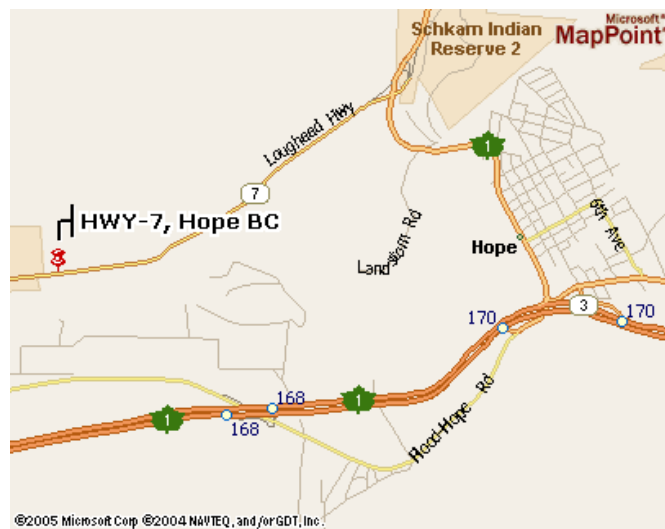 Schkam Indian
Reserve 2
Microsoft®
MapPoint®
Lougheed Hwy
1
7
HWY-7, Hope BC
Landstrom Rd
6th Ave
Hope
170
3
170
168
1
1
168
Flood-Hope Rd
©2005 Microsoft Corp ©2004 NAVTEQ, and/or GDT, Inc.